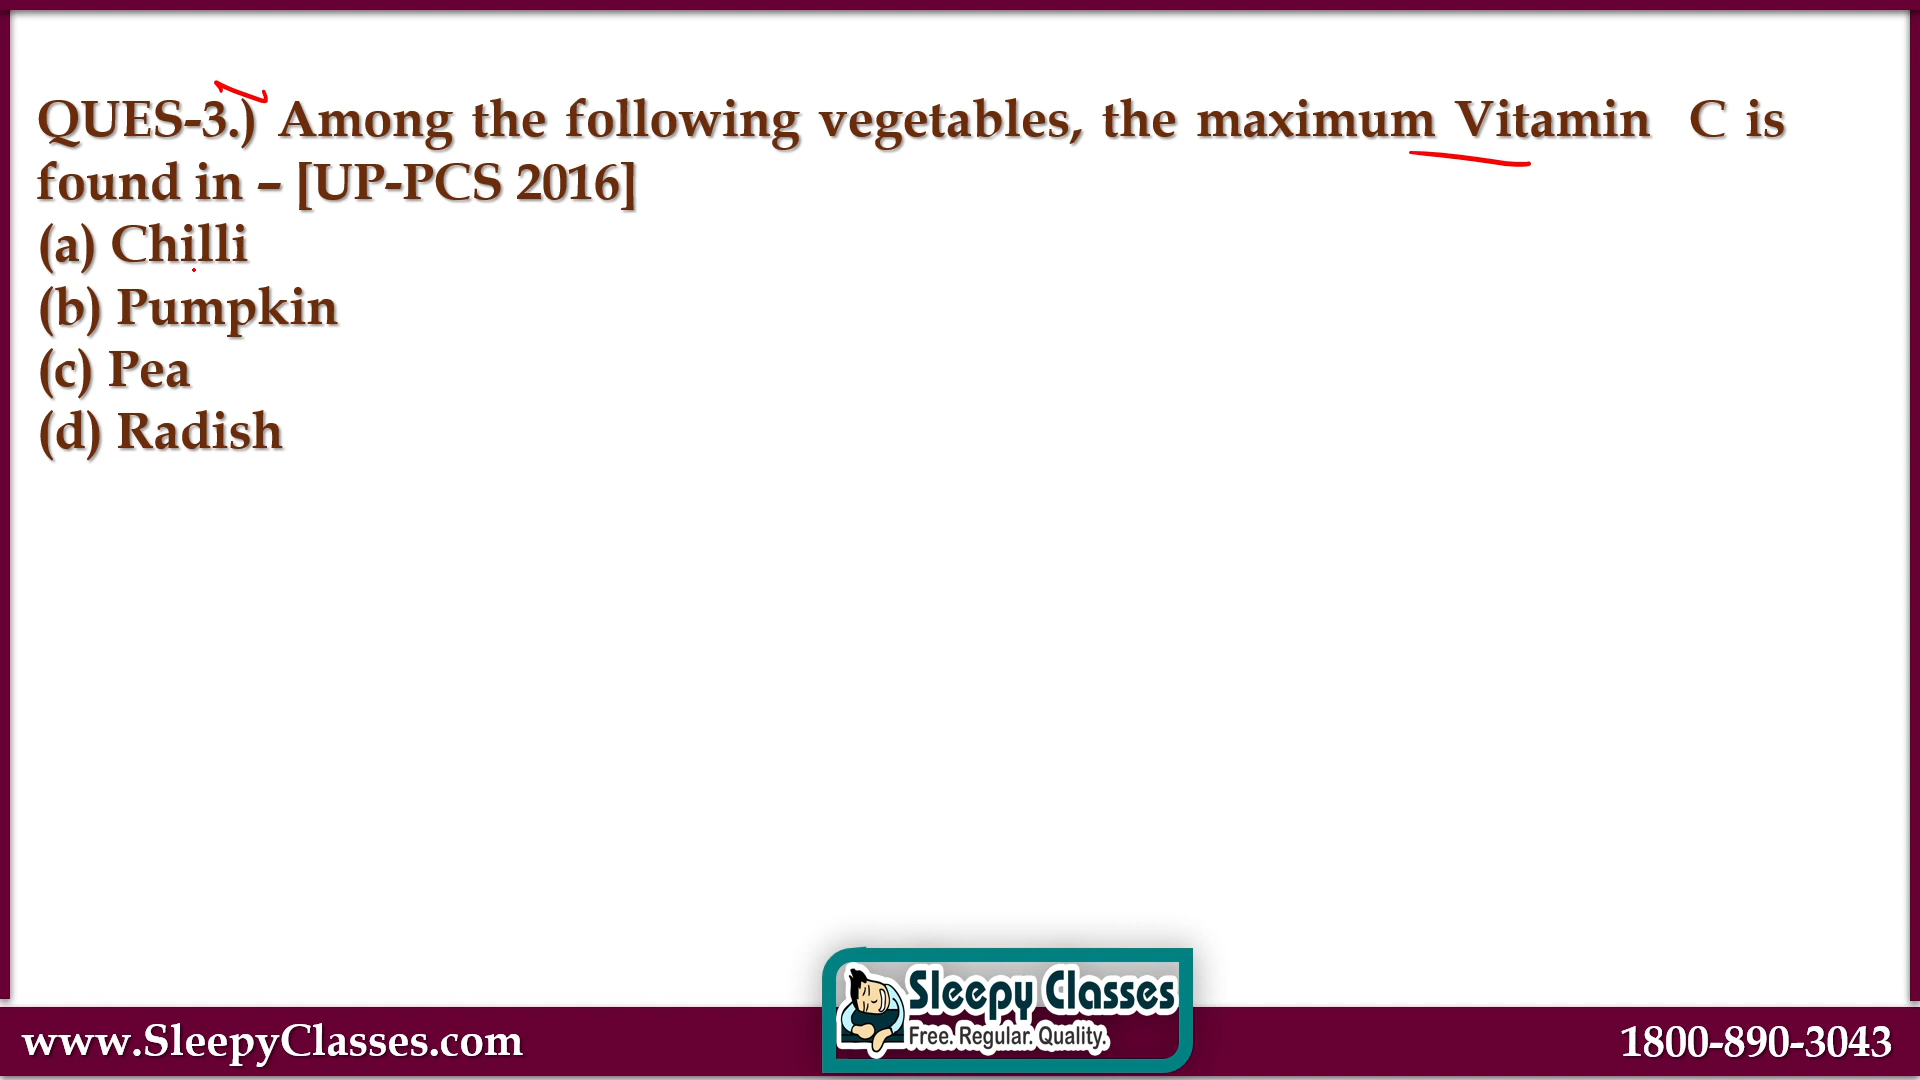 QUES-3.) Among the following vegetables, the maximum Vitamin C is
found in – [UP-PCS 2016]
(a) Chilli
(b) Pumpkin
(c) Pea
(d) Radish
Sleepy Classes
Free. Regular. Quality.
www.SleepyClasses.com
1800-890-3043